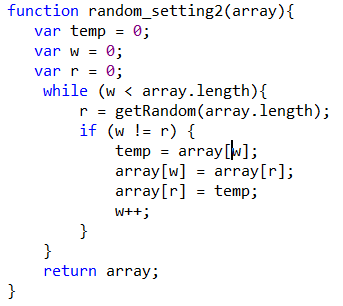 function random_setting2(array){
   var temp = 0;
   var w = 0;
   var r = 0;
    while (w < array.length){
        r = getRandom(array.length);
        if (w != r) {
            temp = array[w];
            array[w] = array[r];
            array[r] = temp;
            w++;
        }
    }
    return array;
}